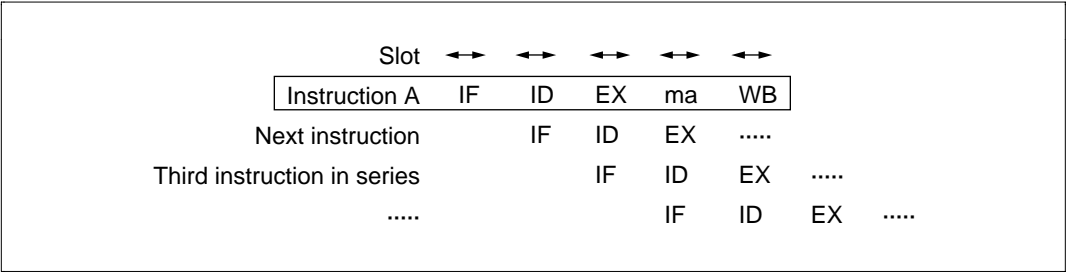 Slot
Instruction A IF ID EX ma WB
Next instruction IF ID EX .....
Third instruction in series IF ID EX .....
..... IF ID EX .....